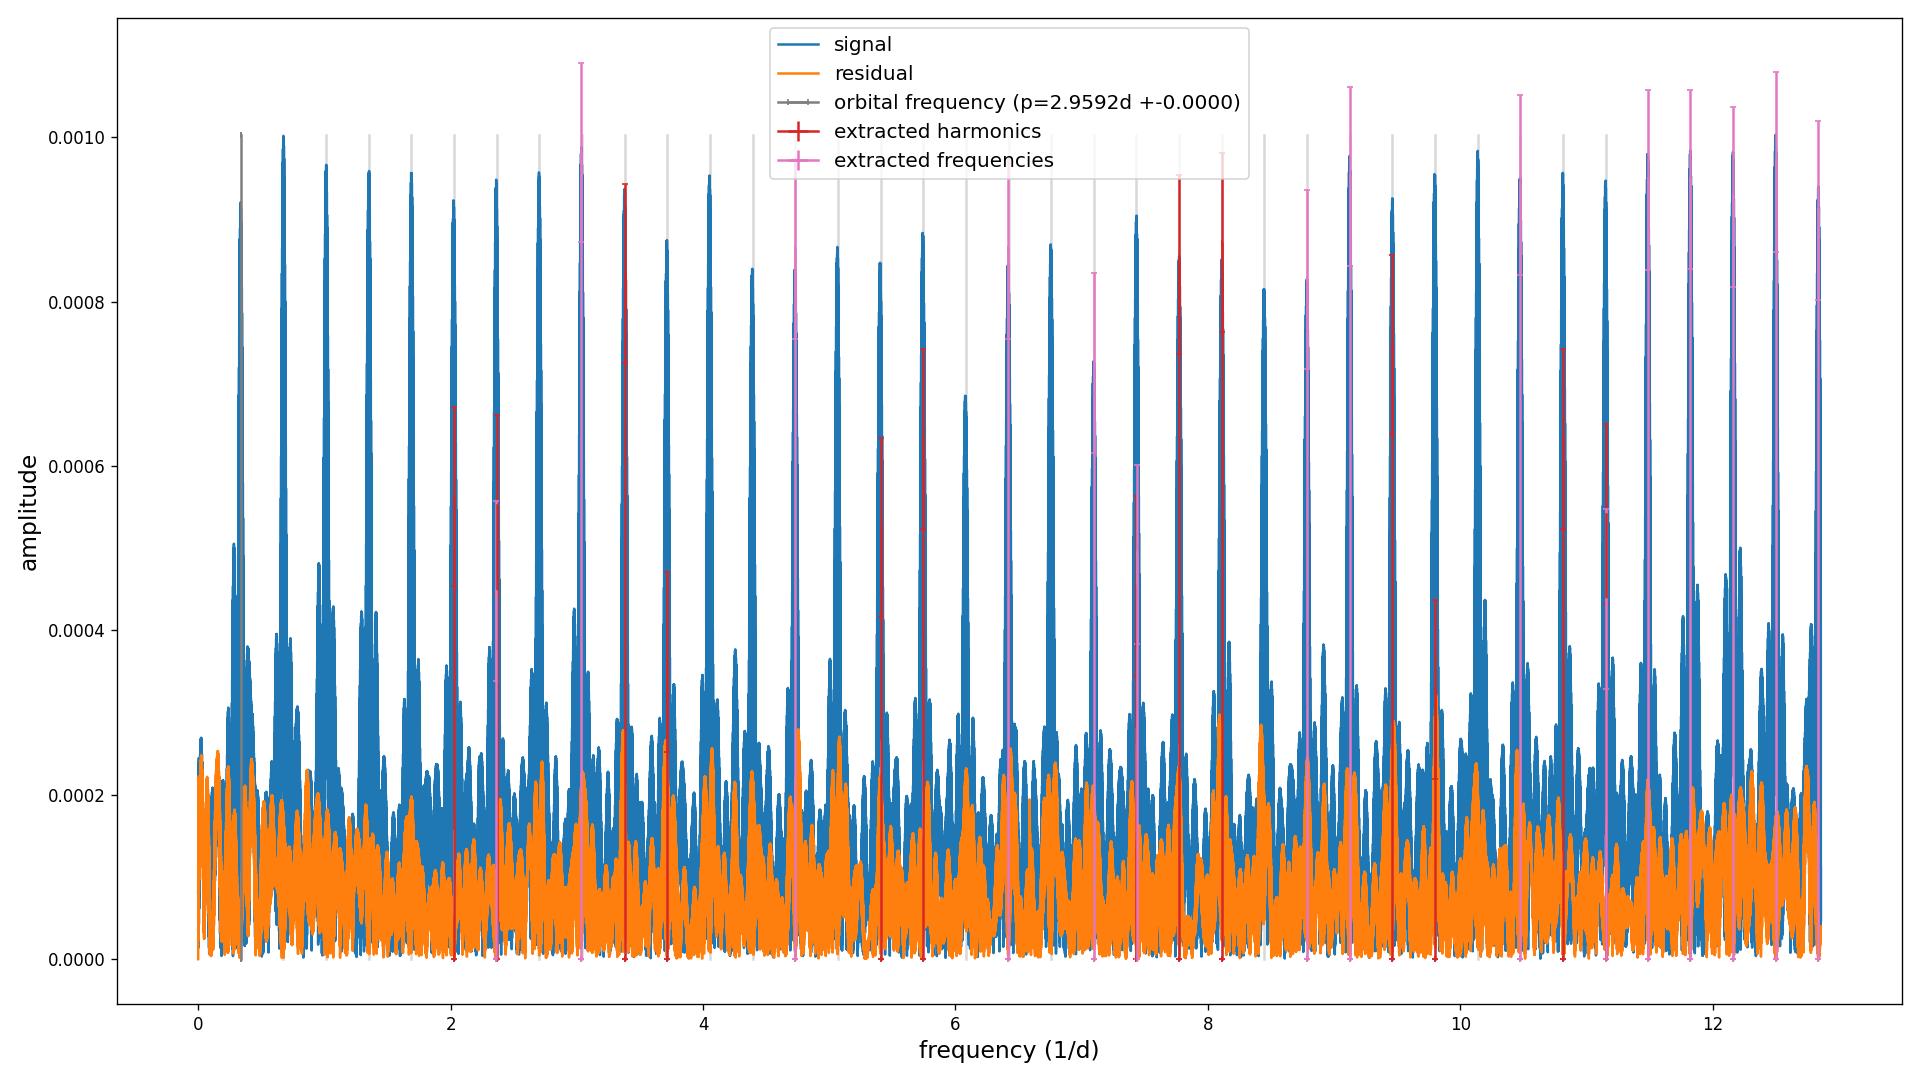 signal
residual
orbital frequency (p=2.9592d +-0.0000)
extracted harmonics
extracted frequencies
0.0010
0.0008
0.0006
0.0004
0.0002
0.0000
amplitude
0 2 4 6 8 10 12
frequency (1/d)